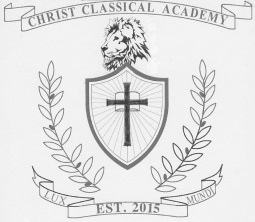 CHRIST CLASSICAL ACADEMY
LUX MUNDI
EST. 2015